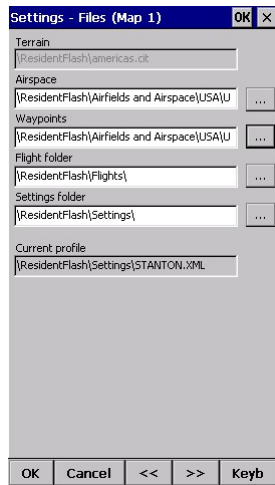 Settings - Files (Map 1) OK ×
Terrain
\ResidentFlash\americas.cit
Airspace
\ResidentFlash\Airfields and Airspace\USA\U ...
Waypoints
\ResidentFlash\Airfields and Airspace\USA\U ...
Flight folder
\ResidentFlash\Flights\ ...
Settings folder
\ResidentFlash\Settings\ ...
Current profile
\ResidentFlash\Settings\STANTON.XML
OK Cancel << >> Keyb